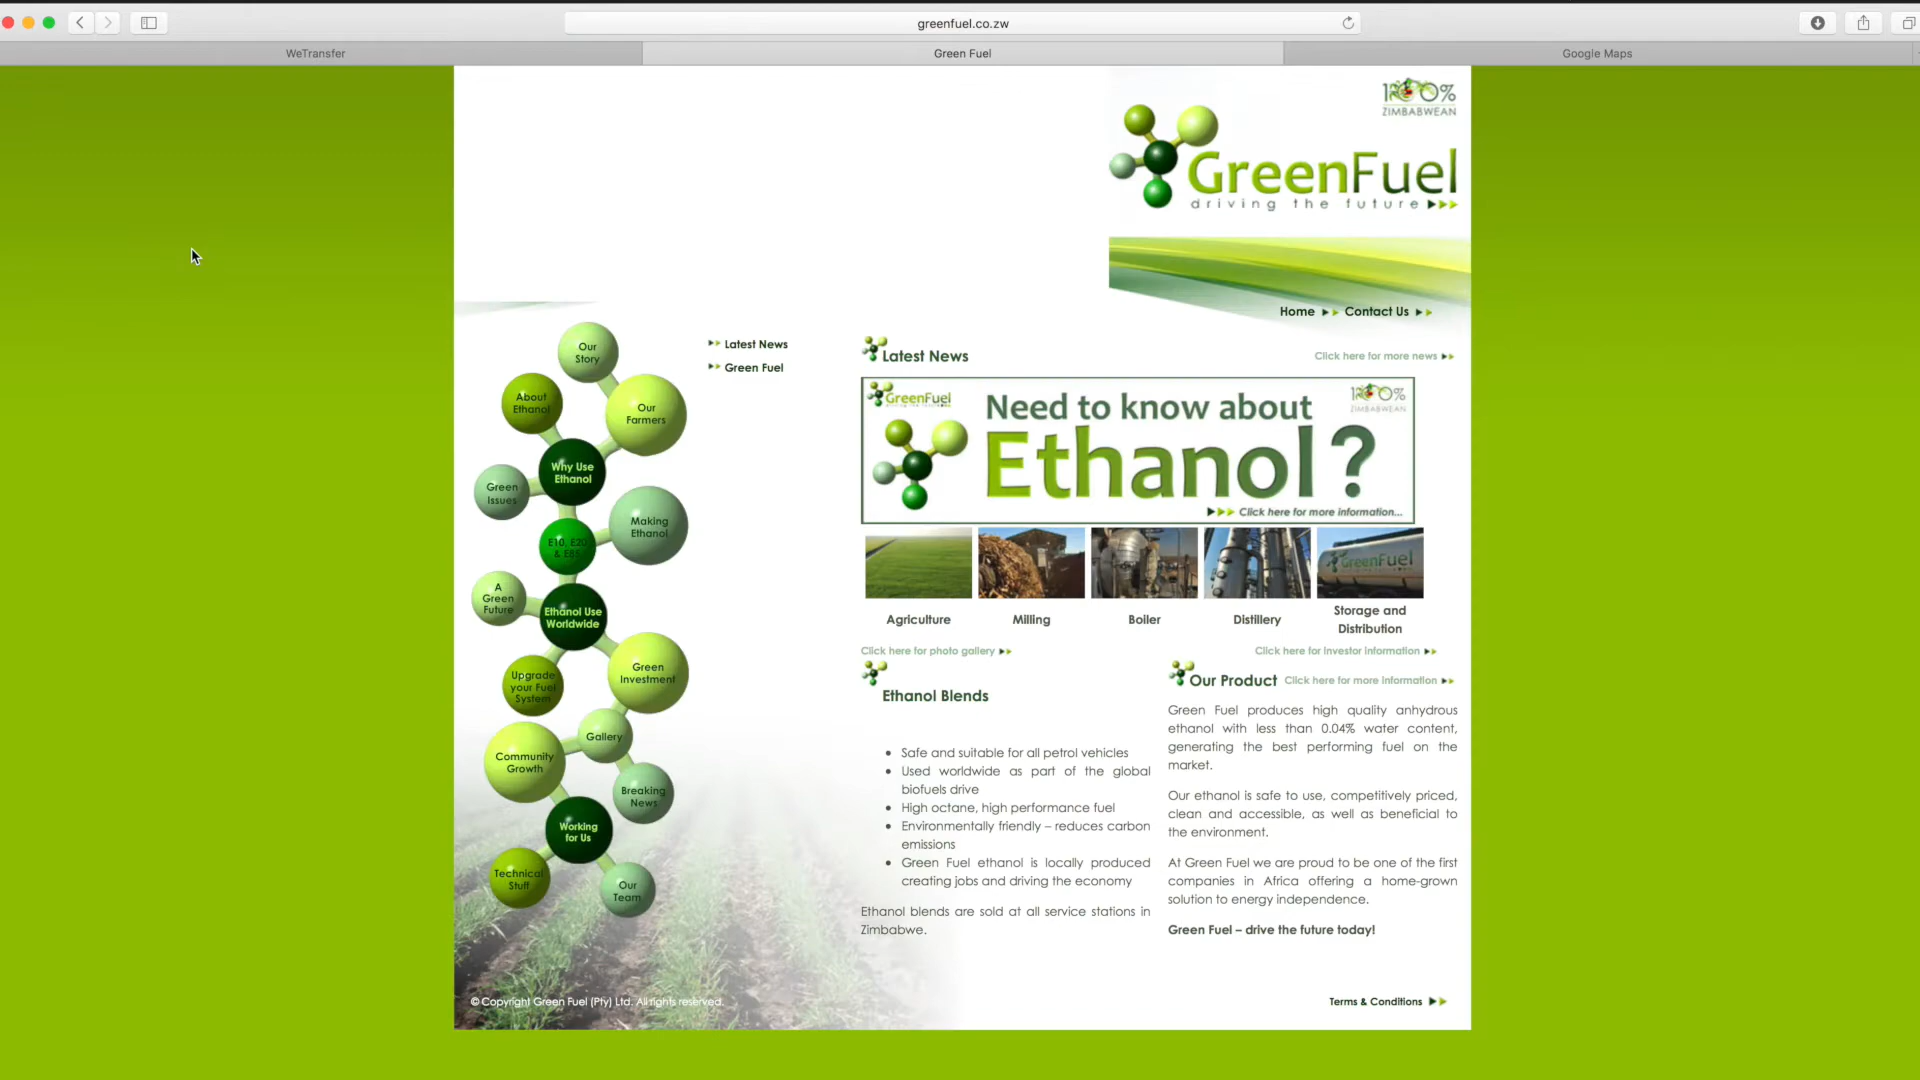 greenfuel.co.zw
WeTransfer
Green Fuel
Google Maps
100%
ZIMBABWEAN
GreenFuel
driving the future
Home
Contact Us
Our
Story
About
Ethanol
Our
Farmers
Why Use
Ethanol
Green
Issues
Making
Ethanol
E10, E20
& E85
A
Green
Future
Ethanol Use
Worldwide
Green
Investment
Upgrade
your Fuel
System
Gallery
Community
Growth
Breaking
News
Working
for Us
Technical
Stuff
Our
Team
Latest News
Green Fuel
Latest News
Click here for more news
GreenFuel
driving the future
100%
ZIMBABWEAN
Need to know about
Ethanol?
Click here for more information...
GreenFuel
Agriculture
Milling
Boiler
Distillery
Storage and
Distribution
Click here for photo gallery
Click here for Investor information
Ethanol Blends
Safe and suitable for all petrol vehicles
Used worldwide as part of the global
biofuels drive
High octane, high performance fuel
Environmentally friendly – reduces carbon
emissions
Green Fuel ethanol is locally produced
creating jobs and driving the economy
Ethanol blends are sold at all service stations in
Zimbabwe.
Our Product
Click here for more information
Green Fuel produces high quality anhydrous
ethanol with less than 0.04% water content,
generating the best performing fuel on the
market.
Our ethanol is safe to use, competitively priced,
clean and accessible, as well as beneficial to
the environment.
At Green Fuel we are proud to be one of the first
companies in Africa offering a home-grown
solution to energy independence.
Green Fuel – drive the future today!
© Copyright Green Fuel (Pty) Ltd. All rights reserved.
Terms & Conditions